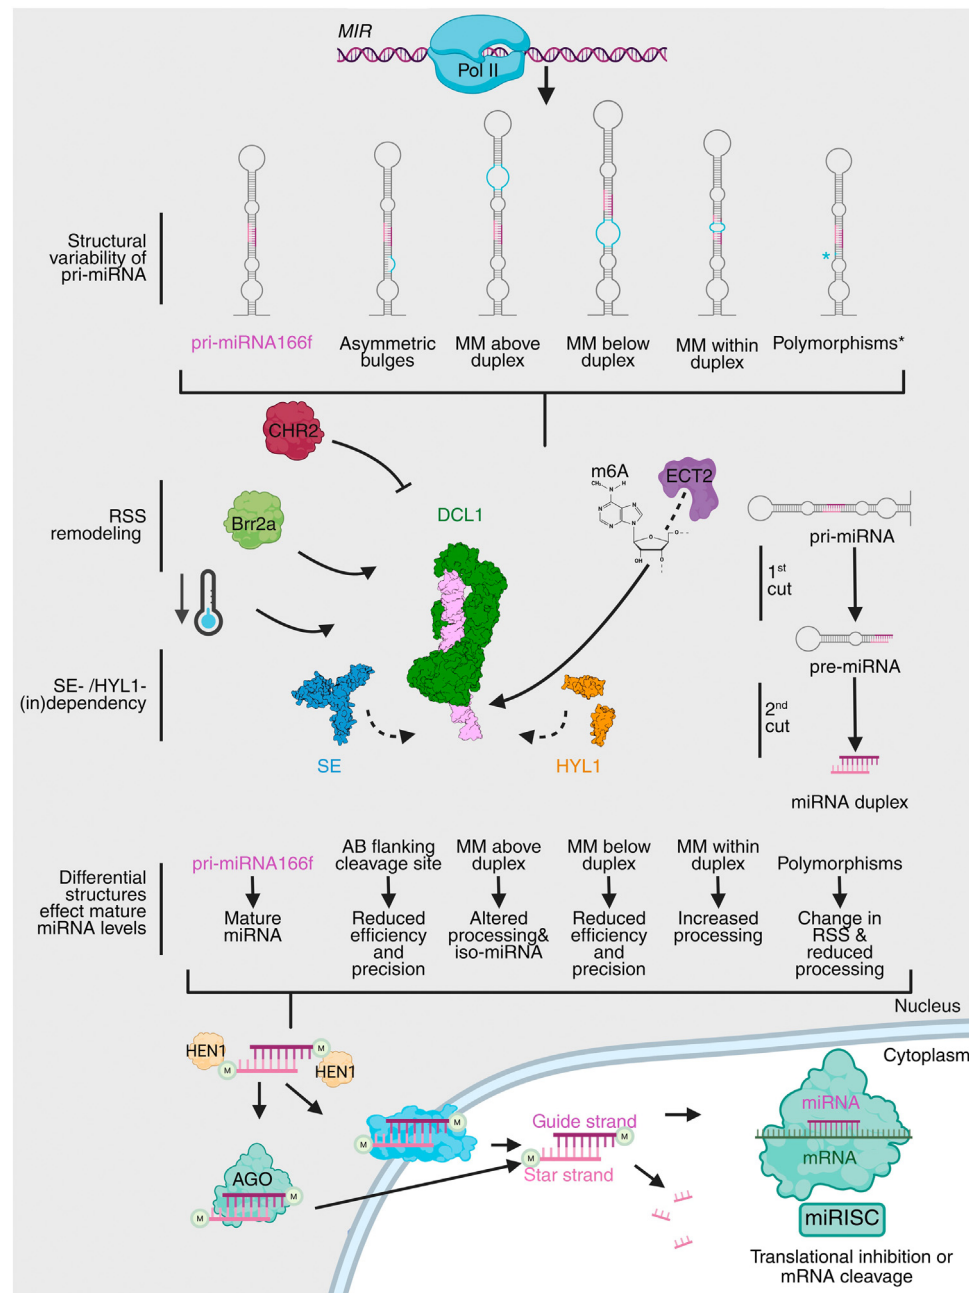 MIR
Pol II
Structural
variability of
pri-miRNA
*
pri-miRNA166f
Asymmetric
bulges
MM above
duplex
MM below
duplex
MM within
duplex
Polymorphisms*
CHR2
m6A
ECT2
Brr2a
DCL1
RSS
remodeling
CH₃
N
H
N
N
N
N
O
O
O
OH
pri-miRNA
1st
cut
pre-miRNA
SE- /HYL1-
(in)dependency
2nd
cut
SE
HYL1
miRNA duplex
Differential
structures
effect mature
miRNA levels
pri-miRNA166f
Mature
miRNA
AB flanking
cleavage site
Reduced
efficiency
and
precision
MM above
duplex
Altered
processing&
iso-miRNA
MM below
duplex
Reduced
efficiency
and
precision
MM within
duplex
Increased
processing
Polymorphisms
Change in
RSS &
reduced
processing
Nucleus
Cytoplasm
HEN1
M
M
HEN1
M
M
AGO
M
M
Guide strand
M
M
Star strand
miRNA
mRNA
miRISC
Translational inhibition or
mRNA cleavage